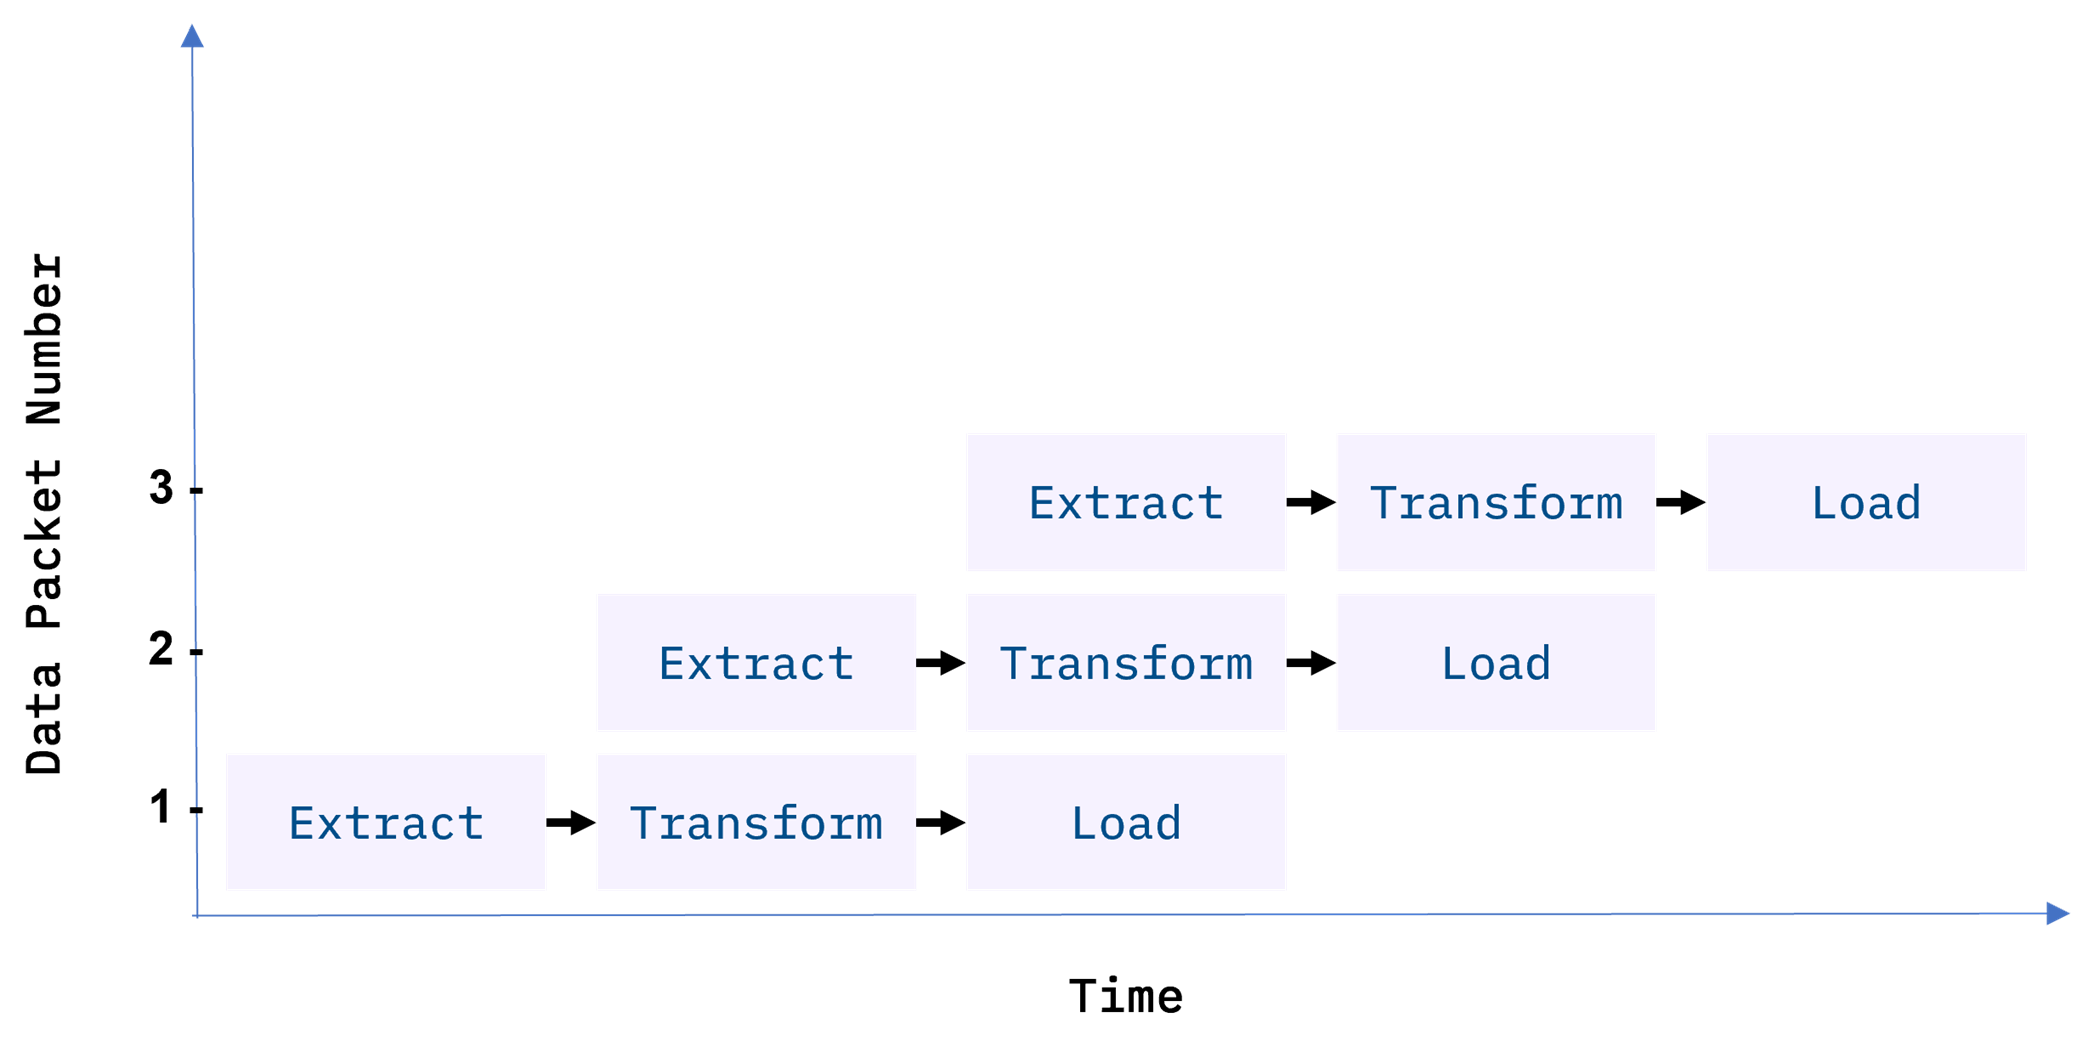 Data Packet Number
3
Extract
Transform
Load
2
Extract
Transform
Load
1
Extract
Transform
Load
Time